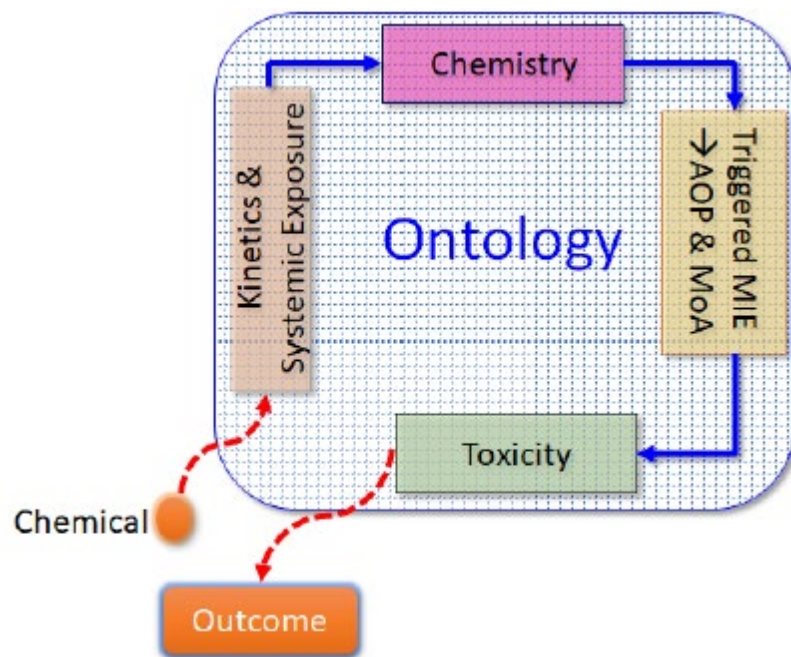 Chemistry
Kinetics &
Systemic Exposure
Triggered MIE
→AOP & MoA
Ontology
Toxicity
Chemical
Outcome